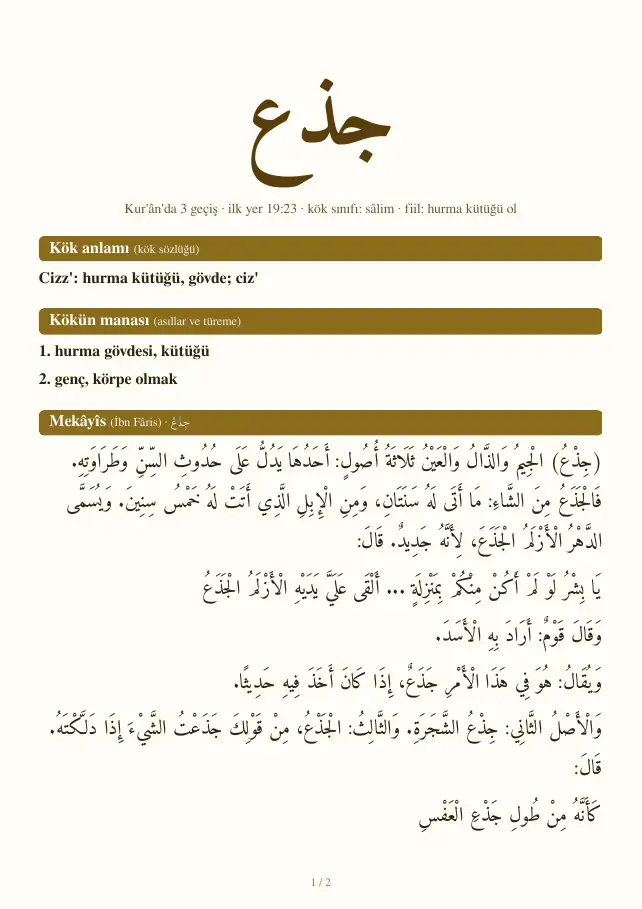 جذع
Kur'ân'da 3 geçiş · ilk yer 19:23 · kök sınıfı: sâlim · fiil: hurma kütüğü ol
Kök anlamı (kök sözlüğü)
Cizz': hurma kütüğü, gövde; ciz'
Kökün manası (asıllar ve türeme)
1. hurma gövdesi, kütüğü
2. genç, körpe olmak
Mekâyîs (İbn Fâris) · جِذْعُ
(جِذْعُ) الْجِيمُ وَالذَّالُ وَالْعَيْنُ ثَلَاثَةُ أُصُولٍ: أَحَدُهَا يَدُلُّ عَلَى حُدُوثِ السِّنِّ وَطَرَاوَتِهِ.
فَالْجَذَعُ مِنَ الشَّاءِ: مَا أَتَى لَهُ سَنَتَانِ، وَمِنِ الْإِبِلِ الَّذِي أَتَتْ لَهُ خَمْسُ سِنِينَ. وَيُسَمَّى
الدَّهْرُ الْأَزْلَمُ الْجَذَعَ، لِأَنَّهُ جَدِيدٌ. قَالَ:
يَا بِشْرُ لَوْ لَمْ أَكُنْ مِنْكُمْ بِمَنْزِلَةٍ ... أَلْقَى عَلَيَّ يَدَيْهِ الْأَزْلَمُ الْجَذَعُ
وَقَالَ قَوْمٌ: أَرَادَ بِهِ الْأَسَدَ.
وَيُقَالُ: هُوَ فِي هَذَا الْأَمْرِ جَذَعٌ، إِذَا كَانَ أَخَذَ فِيهِ حَدِيثًا.
وَالْأَصْلُ الثَّانِي: جِذْعُ الشَّجَرَةِ. وَالثَّالِثُ: الْجَذْعُ، مِنْ قَوْلِكَ جَذَعْتُ الشَّيْءَ إِذَا دَلَّكْتَهُ.
قَالَ:
كَأَنَّهُ مِنْ طُولِ جَذْعِ الْعَفْسِ
1 / 2